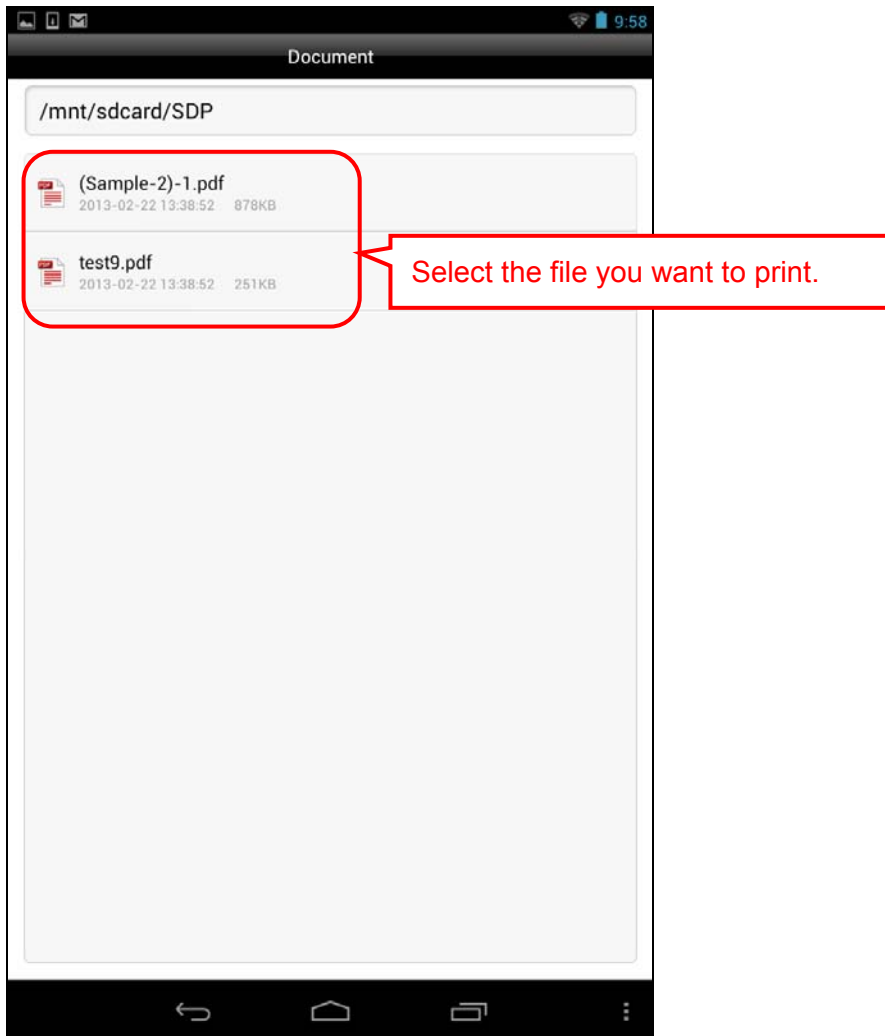 9:58
Document
/mnt/sdcard/SDP
(Sample-2)-1.pdf
2013-02-22 13:38:52 878KB
test9.pdf
2013-02-22 13:38:52 251KB
Select the file you want to print.